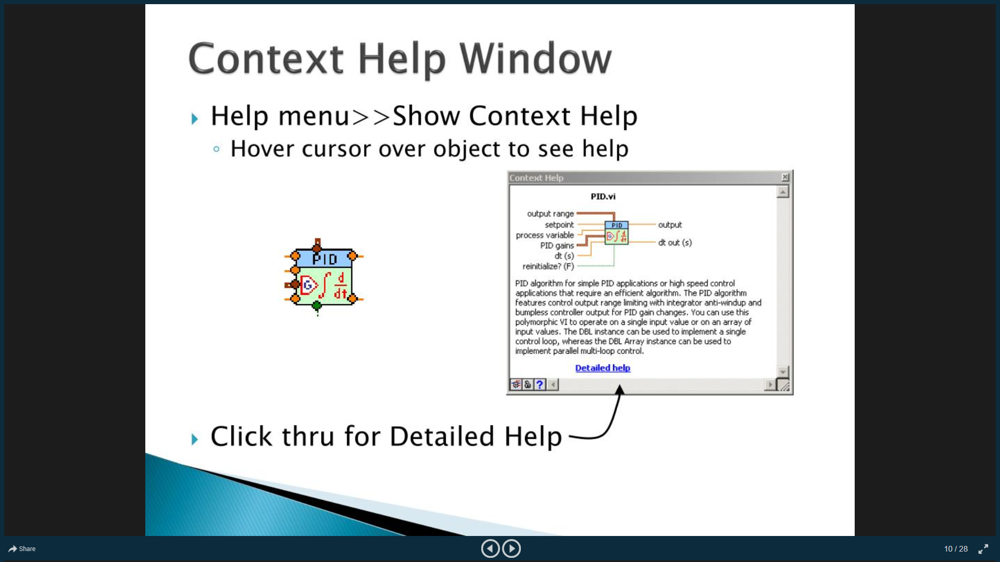 Context Help Window
Help menu>>Show Context Help
Hover cursor over object to see help
Context Help
PID.vi
output range
setpoint
process variable
PID gains
dt (s)
reinitialize? (F)
PID
G
d
dt
output
dt out (s)
PID
G
d
dt
PID algorithm for simple PID applications or high speed control
applications that require an efficient algorithm. The PID algorithm
features control output range limiting with integrator anti-windup and
bumpless controller output for PID gain changes. You can use this
polymorphic VI to operate on a single input value or on an array of
input values. The DBL instance can be used to implement a single
control loop, whereas the DBL Array instance can be used to
implement parallel multi-loop control.
Detailed help
?
Click thru for Detailed Help
Share
10 / 28